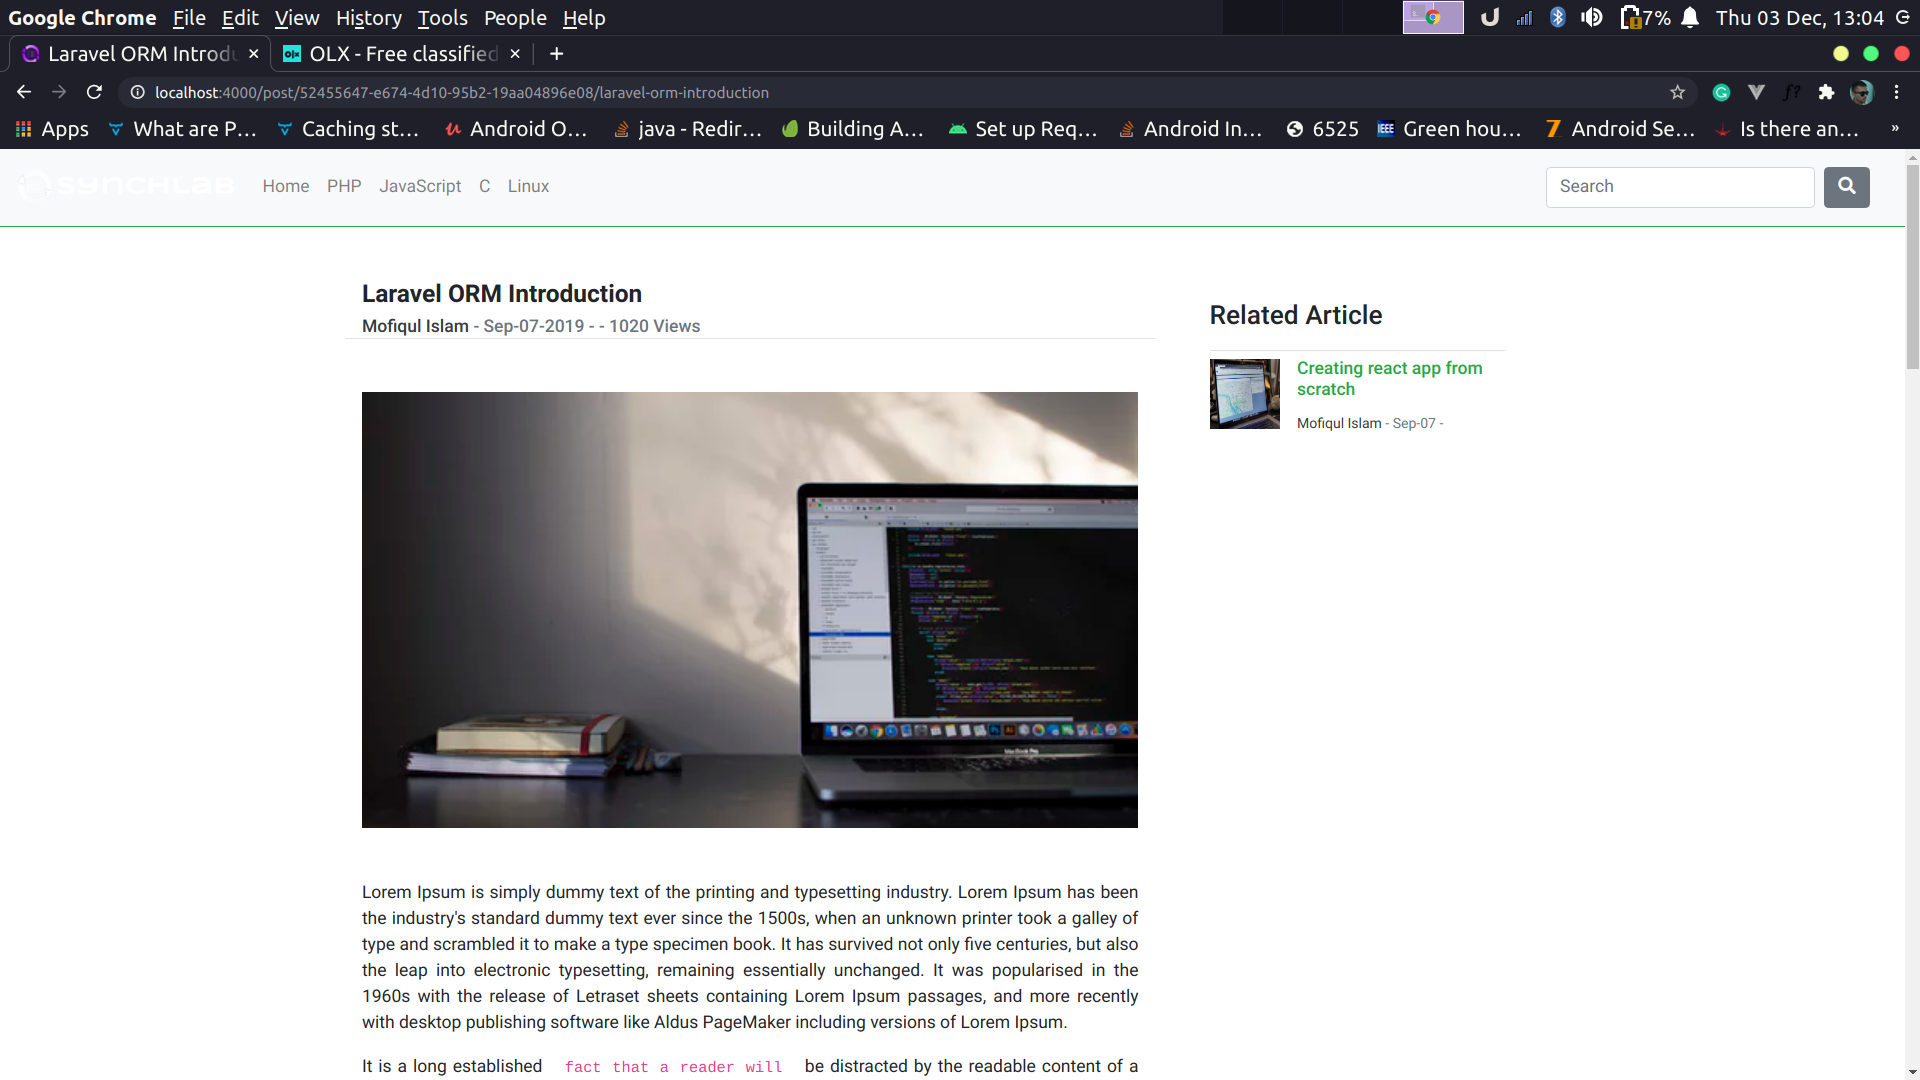 Google Chrome File Edit View History Tools People Help 7% Thu 03 Dec, 13:04
Laravel ORM Introdu OLX - Free classified
localhost:4000/post/52455647-e674-4d10-95b2-19aa04896e08/laravel-orm-introduction
Apps What are P... Caching st... Android O... java - Redir... Building A... Set up Req... Android In... 6525 IEEE Green hou... Android Se... Is there an... »
SYNCHLAB Home PHP JavaScript C Linux Search
Laravel ORM Introduction
Mofiqul Islam - Sep-07-2019 - - 1020 Views
Related Article
Creating react app from
scratch
Mofiqul Islam - Sep-07 -
MacBook Pro
Lorem Ipsum is simply dummy text of the printing and typesetting industry. Lorem Ipsum has been
the industry's standard dummy text ever since the 1500s, when an unknown printer took a galley of
type and scrambled it to make a type specimen book. It has survived not only five centuries, but also
the leap into electronic typesetting, remaining essentially unchanged. It was popularised in the
1960s with the release of Letraset sheets containing Lorem Ipsum passages, and more recently
with desktop publishing software like Aldus PageMaker including versions of Lorem Ipsum.
It is a long established fact that a reader will be distracted by the readable content of a